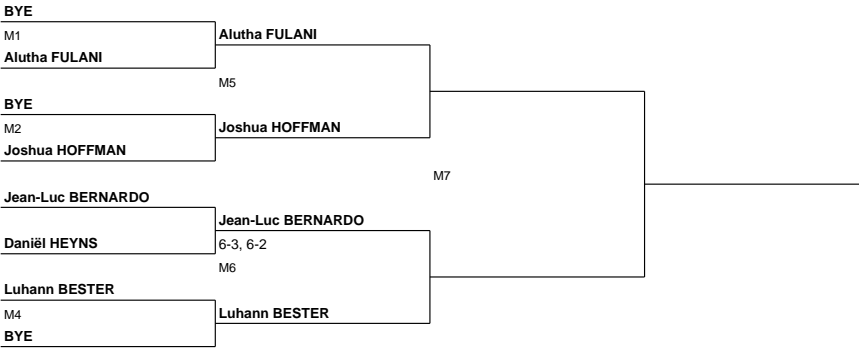 BYE
M1
Alutha FULANI
Alutha FULANI
M5
BYE
M2
Joshua HOFFMAN
Joshua HOFFMAN
M7
Jean-Luc BERNARDO
Daniël HEYNS
Jean-Luc BERNARDO
6-3, 6-2
M6
Luhann BESTER
M4
BYE
Luhann BESTER